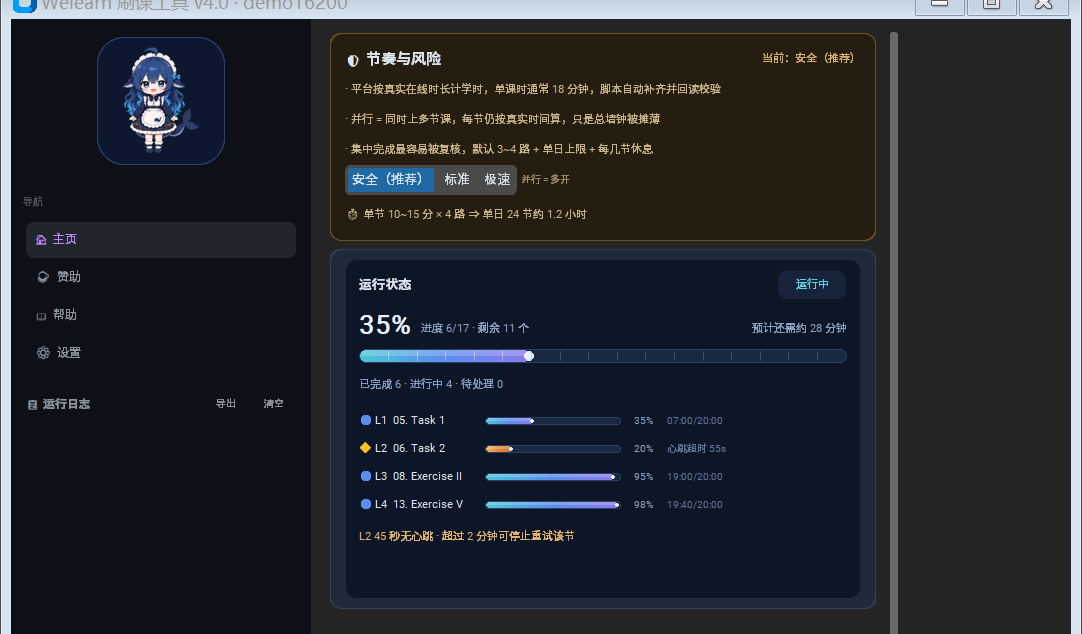 Welearn 刷课工具 v4.0 · demo16200
导航
主页
赞助
帮助
设置
运行日志 导出 清空
节奏与风险 当前：安全（推荐）
· 平台按真实在线时长计学时，单课时通常 18 分钟，脚本自动补齐并回读校验
· 并行 = 同时上多节课，每节仍按真实时间算，只是总墙钟被摊薄
· 集中完成最容易被复核，默认 3~4 路 + 单日上限 + 每几节休息
安全（推荐） 标准 极速 并行 = 多开
单节 10~15 分 × 4 路 ⇒ 单日 24 节约 1.2 小时
运行状态 运行中
35% 进度 6/17 · 剩余 11 个 预计还需约 28 分钟
已完成 6 · 进行中 4 · 待处理 0
L1 05. Task 1 35% 07:00/20:00
L2 06. Task 2 20% 心跳超时 55s
L3 08. Exercise II 95% 19:00/20:00
L4 13. Exercise V 98% 19:40/20:00
L2 45 秒无心跳 · 超过 2 分钟可停止重试该节